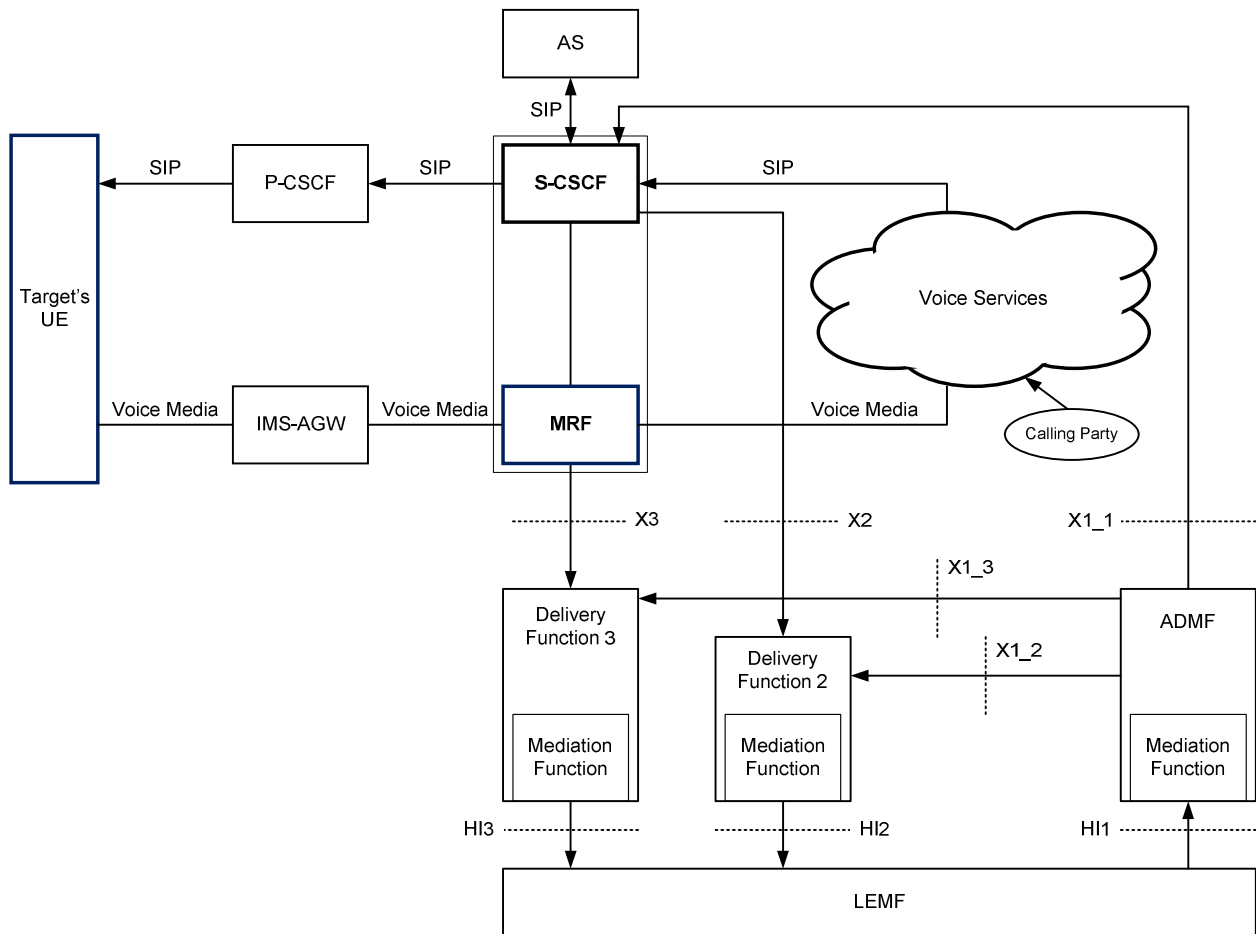 AS
SIP
SIP
SIP
SIP
P-CSCF
S-CSCF
Target's
UE
Voice Services
Voice Media
Voice Media
Voice Media
IMS-AGW
MRF
Calling Party
X3
X2
X1_1
X1_3
Delivery
Function 3
ADMF
X1_2
Delivery
Function 2
Mediation
Function
Mediation
Function
Mediation
Function
HI3
HI2
HI1
LEMF